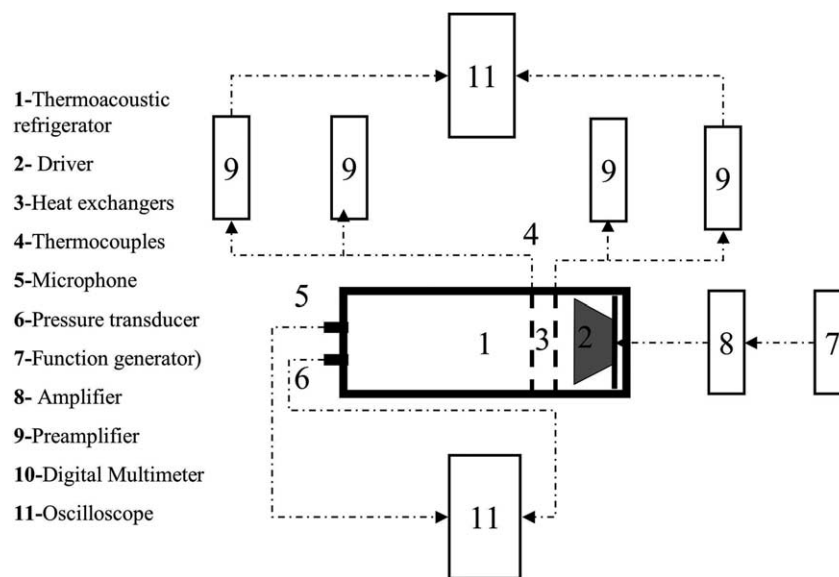 1-Thermoacoustic
refrigerator
2- Driver
3-Heat exchangers
4-Thermocouples
5-Microphone
6-Pressure transducer
7-Function generator)
8- Amplifier
9-Preamplifier
10-Digital Multimeter
11-Oscilloscope
11
9
9
9
9
4
5
1
3
2
8
7
6
11